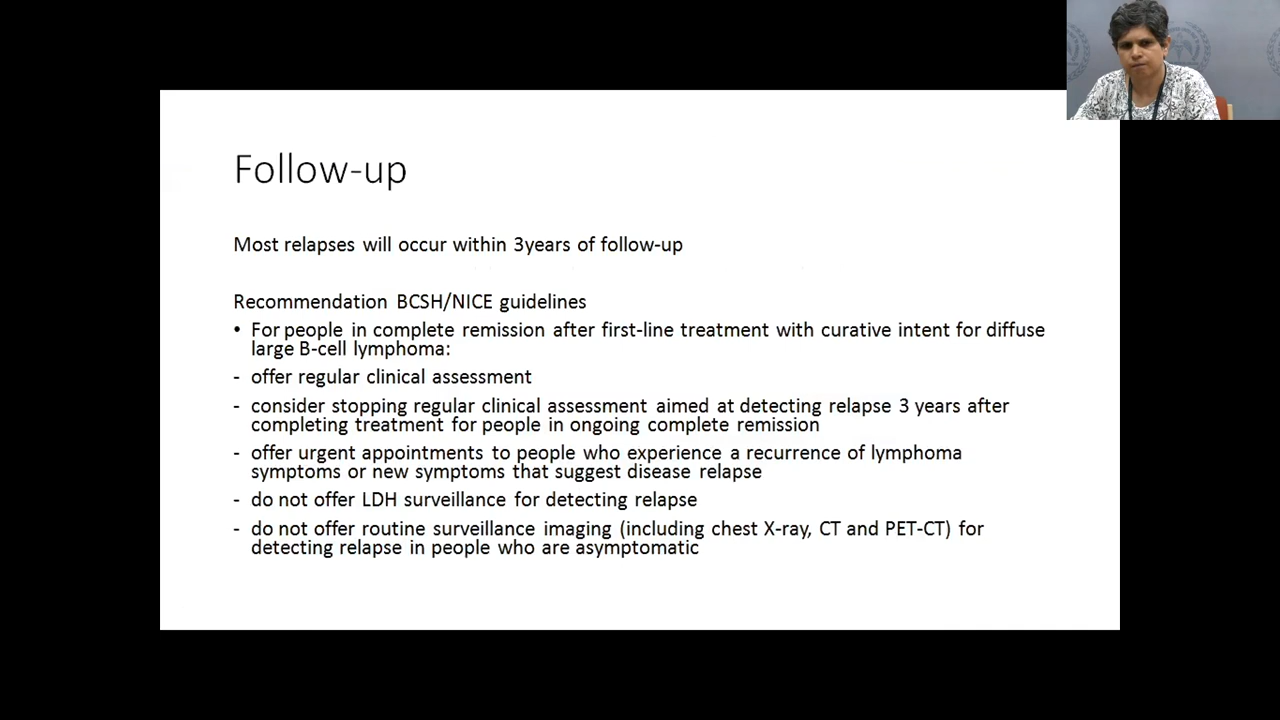 Follow-up
Most relapses will occur within 3years of follow-up
Recommendation BCSH/NICE guidelines
• For people in complete remission after first-line treatment with curative intent for diffuse
large B-cell lymphoma:
- offer regular clinical assessment
- consider stopping regular clinical assessment aimed at detecting relapse 3 years after
completing treatment for people in ongoing complete remission
- offer urgent appointments to people who experience a recurrence of lymphoma
symptoms or new symptoms that suggest disease relapse
- do not offer LDH surveillance for detecting relapse
- do not offer routine surveillance imaging (including chest X-ray, CT and PET-CT) for
detecting relapse in people who are asymptomatic